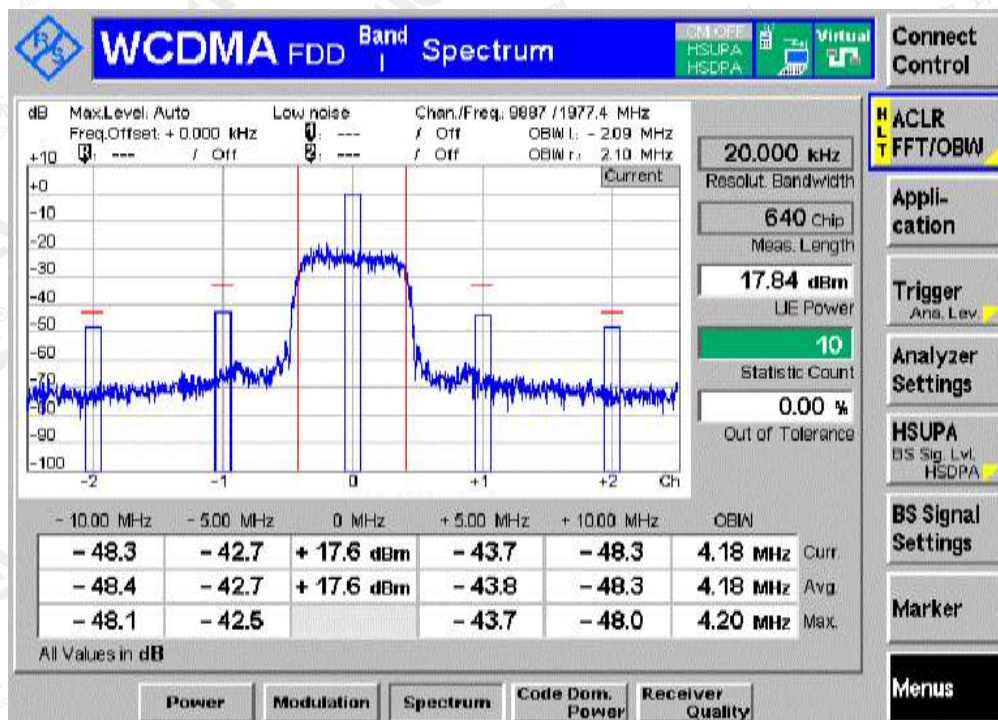 WCDMA FDD Band I Spectrum
CM OFF
HSUPA
HSDPA
Virtual
Connect
Control
dB Max.Level: Auto Low noise Chan./Freq.: 9887 /1977.4 MHz
Freq.Offset: + 0.000 kHz 1: --- / Off OBW l.: - 2.09 MHz
R: --- / Off 2: --- / Off OBW r.: 2.10 MHz
+10
Current
+0
-10
-20
-30
-40
-50
-60
-70
-80
-90
-100
-2 -1 0 +1 +2 Ch
20.000 kHz
Resolut. Bandwidth
640 Chip
Meas. Length
17.84 dBm
UE Power
10
Statistic Count
0.00 %
Out of Tolerance
- 10.00 MHz - 5.00 MHz 0 MHz + 5.00 MHz + 10.00 MHz OBW
- 48.3 - 42.7 + 17.6 dBm - 43.7 - 48.3 4.18 MHz Curr.
- 48.4 - 42.7 + 17.6 dBm - 43.8 - 48.3 4.18 MHz Avg.
- 48.1 - 42.5 - 43.7 - 48.0 4.20 MHz Max.
All Values in dB
HLT
ACLR
FFT/OBW
Appli-
cation
Trigger
Ana. Lev.
Analyzer
Settings
HSUPA
BS Sig. Lvl.
HSDPA
BS Signal
Settings
Marker
Menus
Power Modulation Spectrum Code Dom. Power Receiver Quality